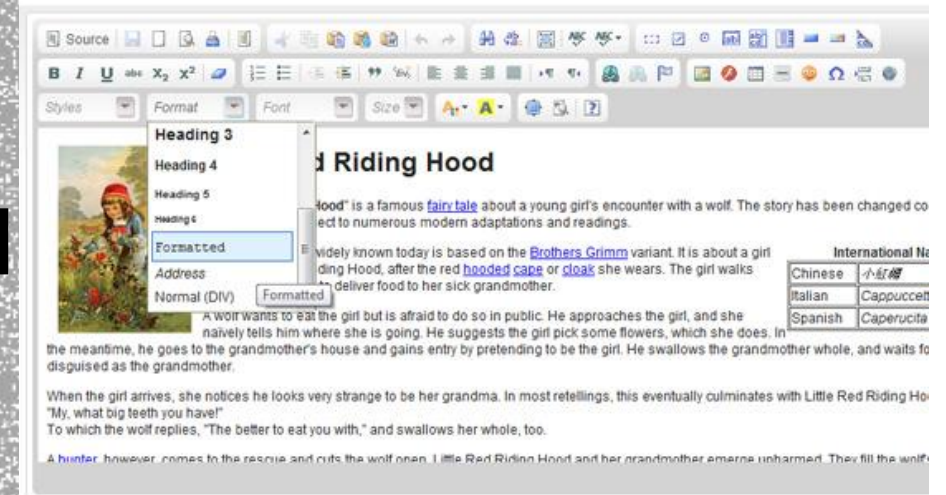 Source
B I U abc X₂ X²
Styles Format Font Size
Heading 3
Heading 4
Heading 5
Heading 6
Formatted
Address
Normal (DIV)
Formatted
d Riding Hood
Hood" is a famous fairy tale about a young girl's encounter with a wolf. The story has been changed co
ect to numerous modern adaptations and readings.
widely known today is based on the Brothers Grimm variant. It is about a girl
ding Hood, after the red hooded cape or cloak she wears. The girl walks
deliver food to her sick grandmother.
International Na
Chinese 小紅帽
Italian Cappuccett
Spanish Caperucita
A wolf wants to eat the girl but is afraid to do so in public. He approaches the girl, and she
naïvely tells him where she is going. He suggests the girl pick some flowers, which she does. In
the meantime, he goes to the grandmother's house and gains entry by pretending to be the girl. He swallows the grandmother whole, and waits fo
disguised as the grandmother.
When the girl arrives, she notices he looks very strange to be her grandma. In most retellings, this eventually culminates with Little Red Riding Ho
"My, what big teeth you have!"
To which the wolf replies, "The better to eat you with," and swallows her whole, too.
A hunter, however, comes to the rescue and cuts the wolf open. Little Red Riding Hood and her grandmother emerge unharmed. They fill the wolf's